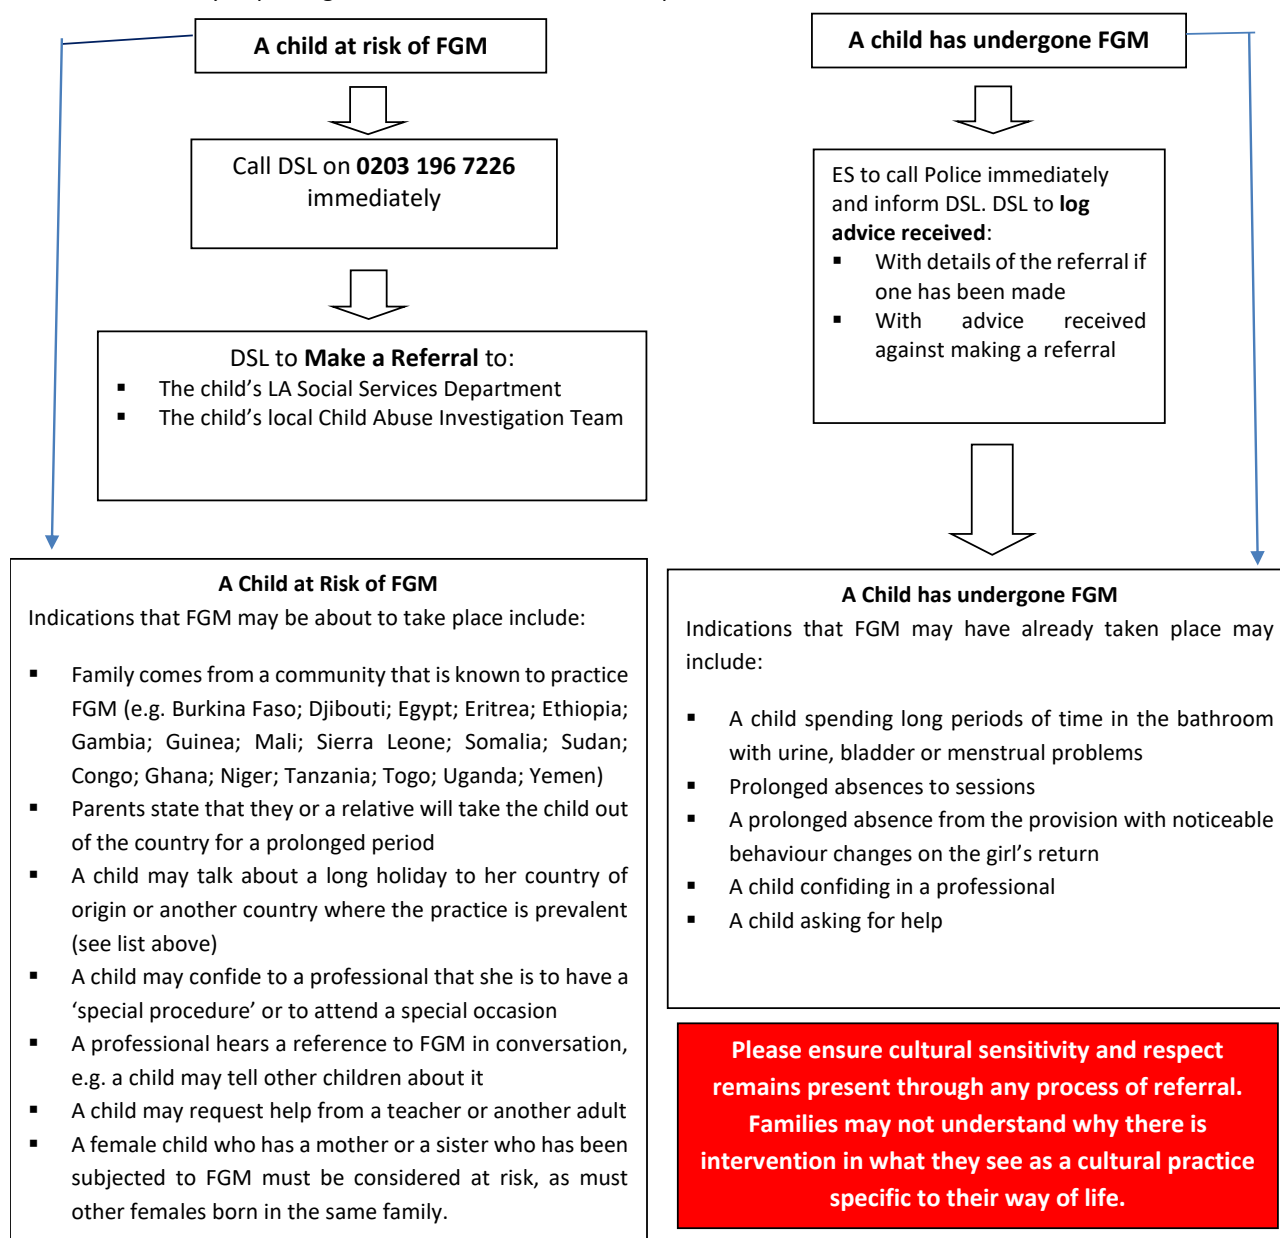 A child at risk of FGM
Call DSL on 0203 196 7226
immediately
DSL to Make a Referral to:
▪ The child’s LA Social Services Department
▪ The child’s local Child Abuse Investigation Team
A Child at Risk of FGM
Indications that FGM may be about to take place include:
▪ Family comes from a community that is known to practice
FGM (e.g. Burkina Faso; Djibouti; Egypt; Eritrea; Ethiopia;
Gambia; Guinea; Mali; Sierra Leone; Somalia; Sudan;
Congo; Ghana; Niger; Tanzania; Togo; Uganda; Yemen)
▪ Parents state that they or a relative will take the child out
of the country for a prolonged period
▪ A child may talk about a long holiday to her country of
origin or another country where the practice is prevalent
(see list above)
▪ A child may confide to a professional that she is to have a
‘special procedure’ or to attend a special occasion
▪ A professional hears a reference to FGM in conversation,
e.g. a child may tell other children about it
▪ A child may request help from a teacher or another adult
▪ A female child who has a mother or a sister who has been
subjected to FGM must be considered at risk, as must
other females born in the same family.
A child has undergone FGM
ES to call Police immediately
and inform DSL. DSL to log
advice received:
▪ With details of the referral if
one has been made
▪ With advice received
against making a referral
A Child has undergone FGM
Indications that FGM may have already taken place may
include:
▪ A child spending long periods of time in the bathroom
with urine, bladder or menstrual problems
▪ Prolonged absences to sessions
▪ A prolonged absence from the provision with noticeable
behaviour changes on the girl’s return
▪ A child confiding in a professional
▪ A child asking for help
Please ensure cultural sensitivity and respect
remains present through any process of referral.
Families may not understand why there is
intervention in what they see as a cultural practice
specific to their way of life.